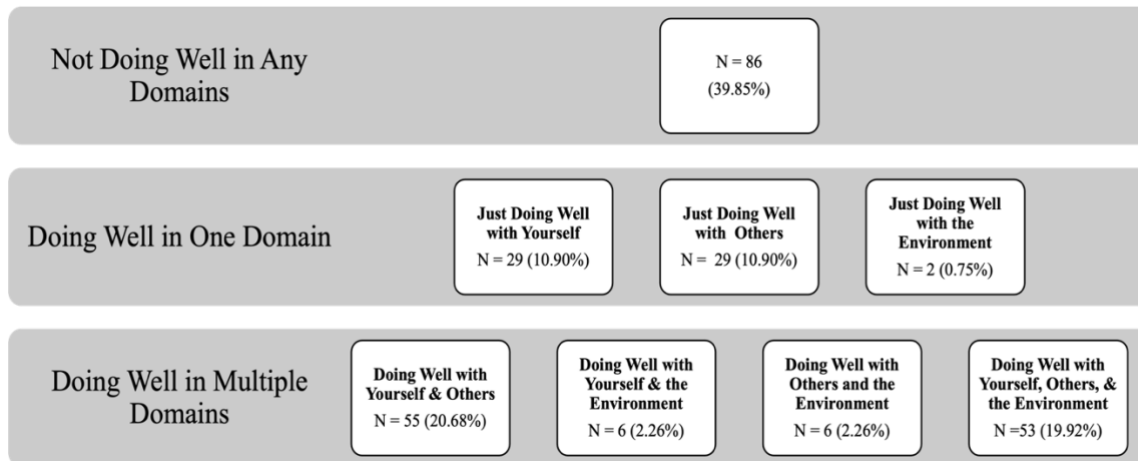 Not Doing Well in Any
Domains
N = 86
(39.85%)
Doing Well in One Domain
Just Doing Well
with Yourself
N = 29 (10.90%)
Just Doing Well
with Others
N = 29 (10.90%)
Just Doing Well
with the
Environment
N = 2 (0.75%)
Doing Well in Multiple
Domains
Doing Well with
Yourself & Others
N = 55 (20.68%)
Doing Well with
Yourself & the
Environment
N = 6 (2.26%)
Doing Well with
Others and the
Environment
N = 6 (2.26%)
Doing Well with
Yourself, Others, &
the Environment
N =53 (19.92%)